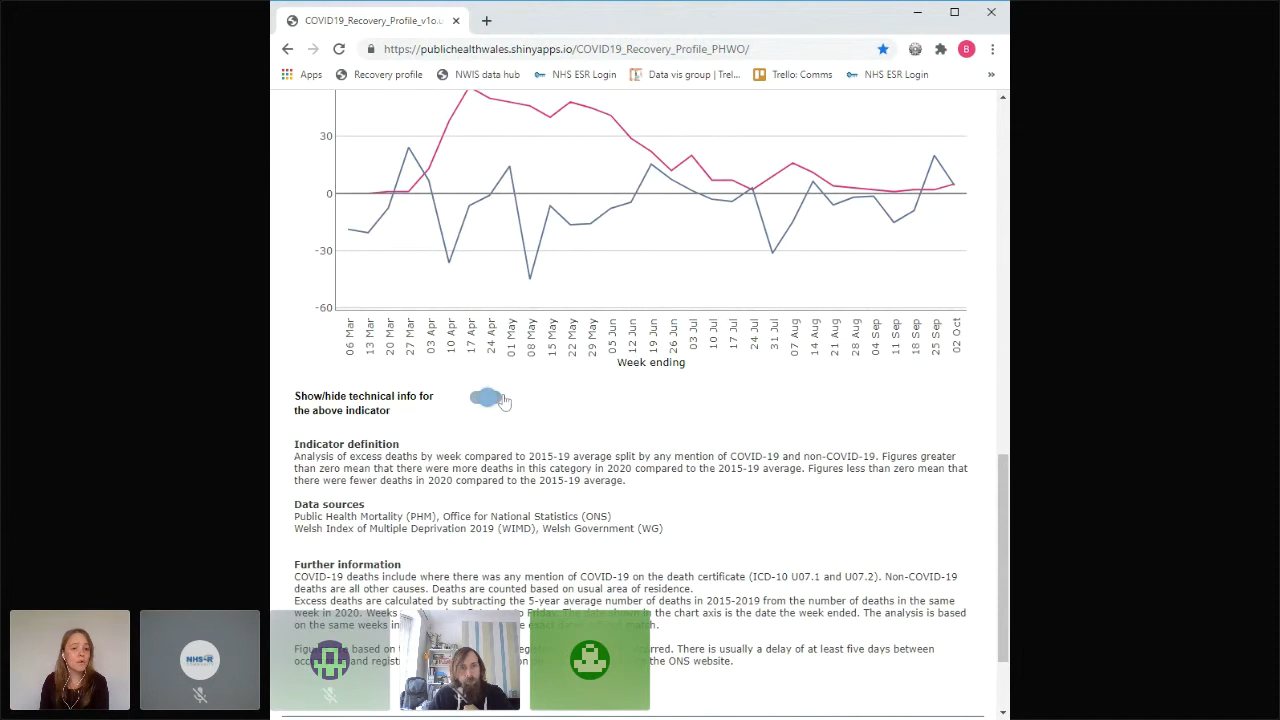 COVID19_Recovery_Profile_v1o.u
https://publichealthwales.shinyapps.io/COVID19_Recovery_Profile_PHWO/
B
Apps Recovery profile NWIS data hub NHS ESR Login Data vis group | Trel... Trello: Comms NHS ESR Login »
30
0
-30
-60
06 Mar 13 Mar 20 Mar 27 Mar 03 Apr 10 Apr 17 Apr 24 Apr 01 May 08 May 15 May 22 May 29 May 05 Jun 12 Jun 19 Jun 26 Jun 03 Jul 10 Jul 17 Jul 24 Jul 31 Jul 07 Aug 14 Aug 21 Aug 28 Aug 04 Sep 11 Sep 18 Sep 25 Sep 02 Oct
Week ending
Show/hide technical info for
the above indicator
Indicator definition
Analysis of excess deaths by week compared to 2015-19 average split by any mention of COVID-19 and non-COVID-19. Figures greater
than zero mean that there were more deaths in this category in 2020 compared to the 2015-19 average. Figures less than zero mean that
there were fewer deaths in 2020 compared to the 2015-19 average.
Data sources
Public Health Mortality (PHM), Office for National Statistics (ONS)
Welsh Index of Multiple Deprivation 2019 (WIMD), Welsh Government (WG)
Further information
COVID-19 deaths include where there was any mention of COVID-19 on the death certificate (ICD-10 U07.1 and U07.2). Non-COVID-19
deaths are all other causes. Deaths are counted based on usual area of residence.
Excess deaths are calculated by subtracting the 5-year average number of deaths in 2015-2019 from the number of deaths in the same
week in 2020. Weeks Friday. The date shown the chart axis is the date the week ended. The analysis is based
on the same weeks in match.
based on There is usually a delay of at least five days between
and the ONS website.
NHS-R